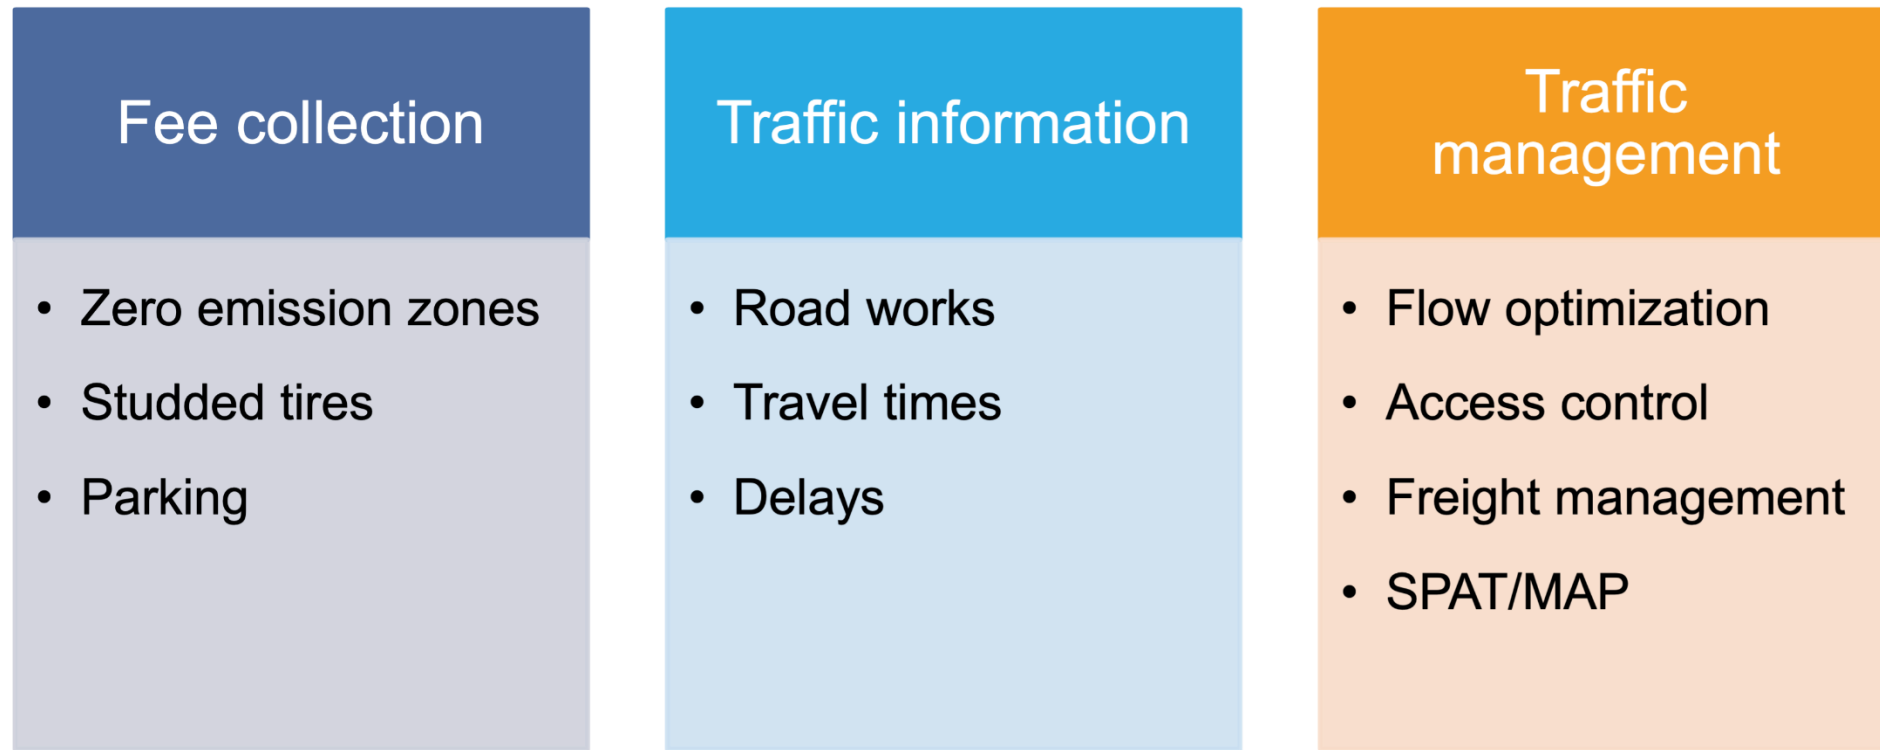 Fee collection
• Zero emission zones
• Studded tires
• Parking
Traffic information
• Road works
• Travel times
• Delays
Traffic
management
• Flow optimization
• Access control
• Freight management
• SPAT/MAP